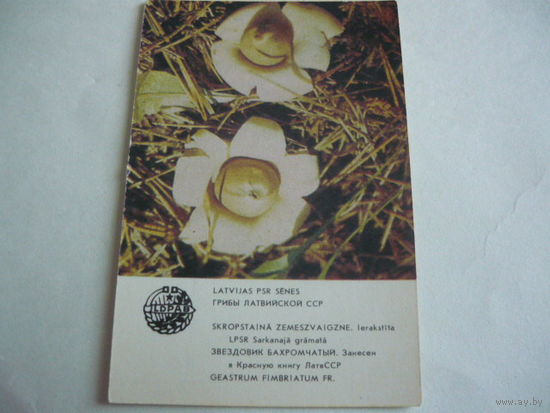 LATVIJAS PSR SĒNES
ГРИБЫ ЛАТВИЙСКОЙ ССР
SKROPSTAINĀ ZEMESZVAIGZNE. Ierakstīta
LPSR Sarkanajā grāmatā
ЗВЕЗДОВИК БАХРОМЧАТЫЙ. Занесен
в Красную книгу ЛатвССР
GEASTRUM FIMBRIATUM FR.
www.ay.by